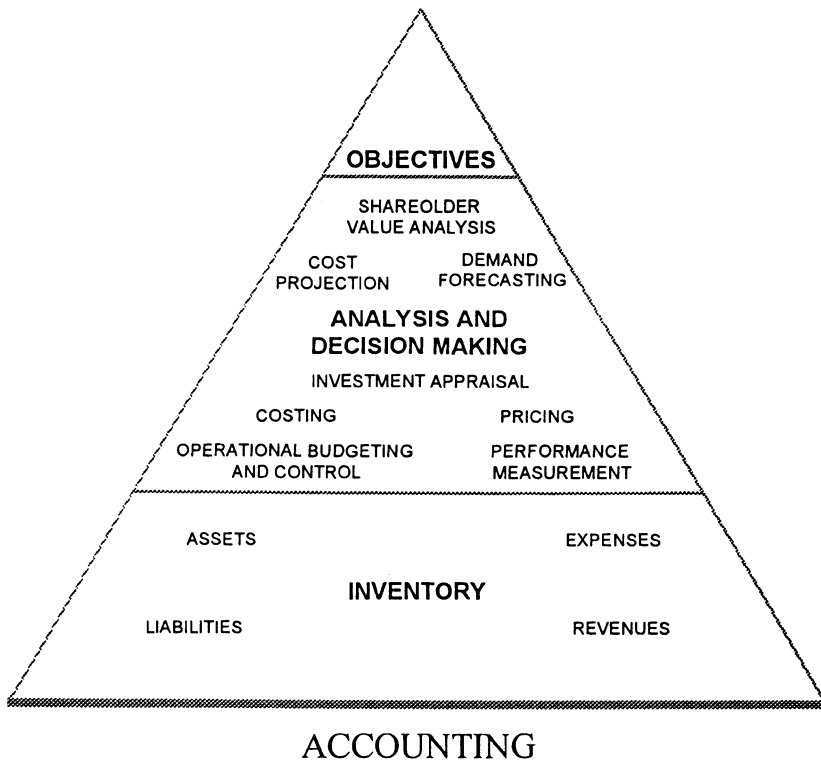 OBJECTIVES
SHAREOLDER
VALUE ANALYSIS
COST
PROJECTION
DEMAND
FORECASTING
ANALYSIS AND
DECISION MAKING
INVESTMENT APPRAISAL
COSTING
PRICING
OPERATIONAL BUDGETING
AND CONTROL
PERFORMANCE
MEASUREMENT
ASSETS
EXPENSES
INVENTORY
LIABILITIES
REVENUES
ACCOUNTING